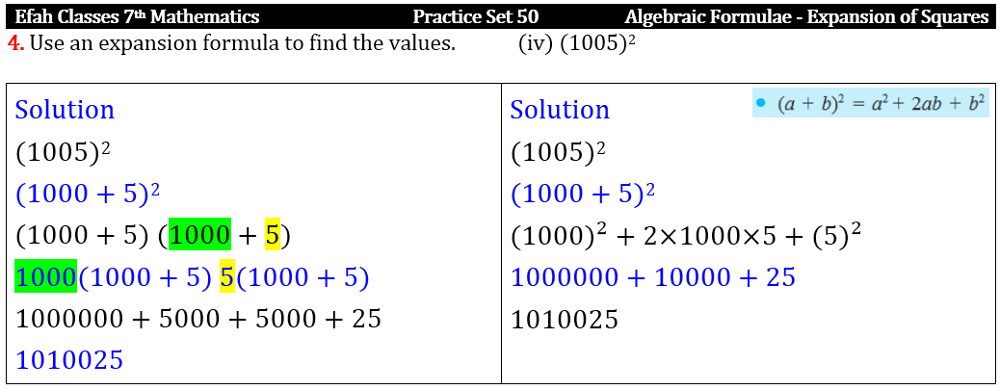 Efah Classes 7th Mathematics Practice Set 50 Algebraic Formulae - Expansion of Squares
4. Use an expansion formula to find the values. (iv) (1005)²
Solution
(1005)²
(1000 + 5)²
(1000 + 5) (1000 + 5)
1000(1000 + 5) 5(1000 + 5)
1000000 + 5000 + 5000 + 25
1010025
Solution
• (a + b)² = a² + 2ab + b²
(1005)²
(1000 + 5)²
(1000)² + 2×1000×5 + (5)²
1000000 + 10000 + 25
1010025